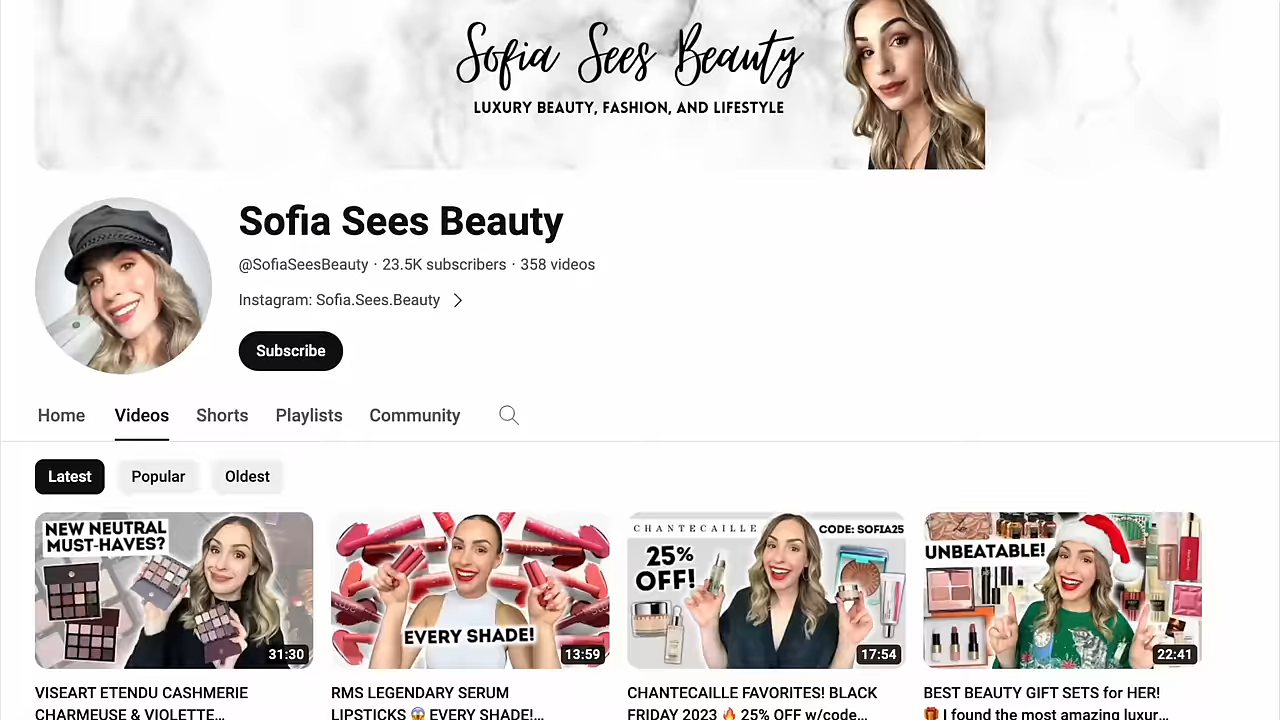 Sofia Sees Beauty
LUXURY BEAUTY, FASHION, AND LIFESTYLE
Sofia Sees Beauty
@SofiaSeesBeauty · 23.5K subscribers · 358 videos
Instagram: Sofia.Sees.Beauty
Subscribe
Home Videos Shorts Playlists Community
Latest Popular Oldest
NEW NEUTRAL
MUST-HAVES?
31:30
EVERY SHADE!
13:59
CHANTECAILLE
CODE: SOFIA25
25%
OFF!
17:54
UNBEATABLE!
22:41
VISEART ETENDU CASHMERIE
CHARMEUSE & VIOLETTE…
RMS LEGENDARY SERUM
LIPSTICKS 😱 EVERY SHADE!…
CHANTECAILLE FAVORITES! BLACK
FRIDAY 2023 🔥 25% OFF w/code…
BEST BEAUTY GIFT SETS for HER!
🎁 I found the most amazing luxur…